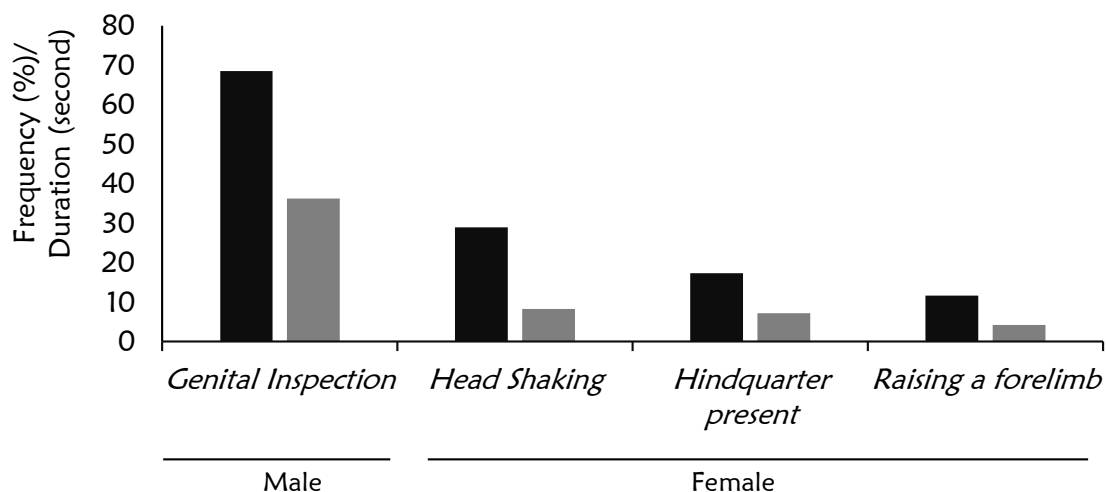 Frequency (%)/
Duration (second)
80
70
60
50
40
30
20
10
0
Genital Inspection
Head Shaking
Hindquarter
present
Raising a forelimb
Male
Female